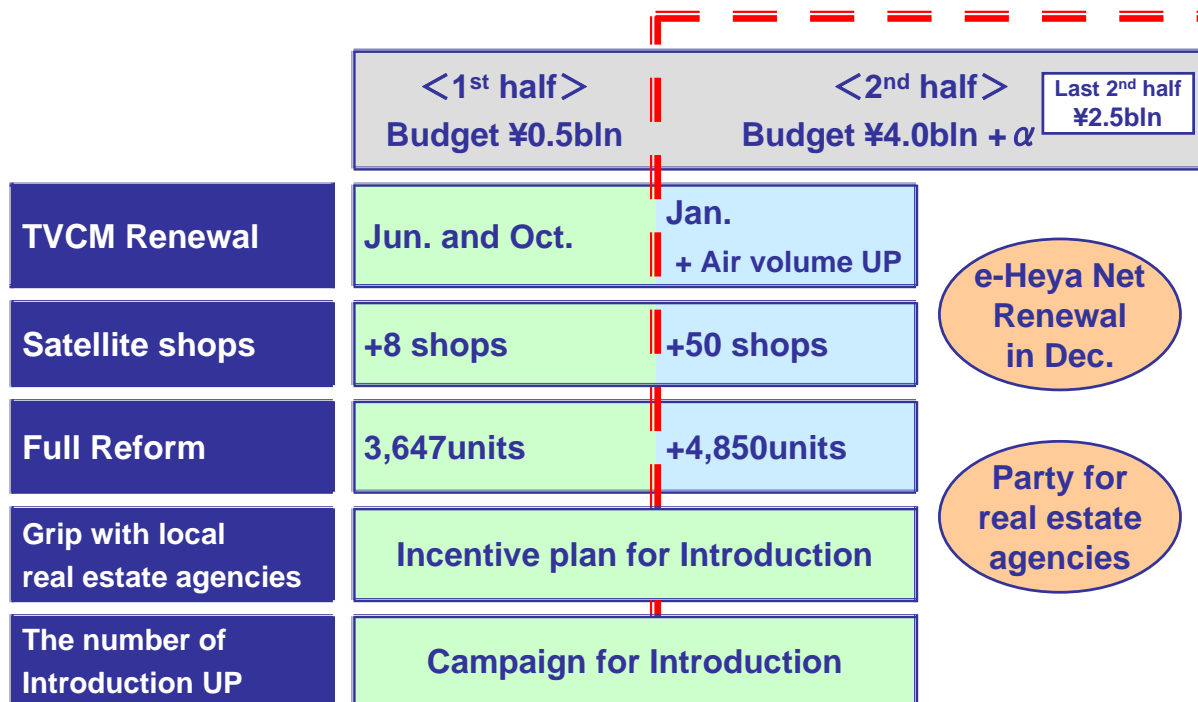 ＜1st half＞
Budget ¥0.5bln
＜2nd half＞
Budget ¥4.0bln + α
Last 2nd half
¥2.5bln
TVCM Renewal
Jun. and Oct.
Jan.
+ Air volume UP
Satellite shops
+8 shops
+50 shops
e-Heya Net
Renewal
in Dec.
Full Reform
3,647units
+4,850units
Grip with local
real estate agencies
Incentive plan for Introduction
Party for
real estate
agencies
The number of
Introduction UP
Campaign for Introduction